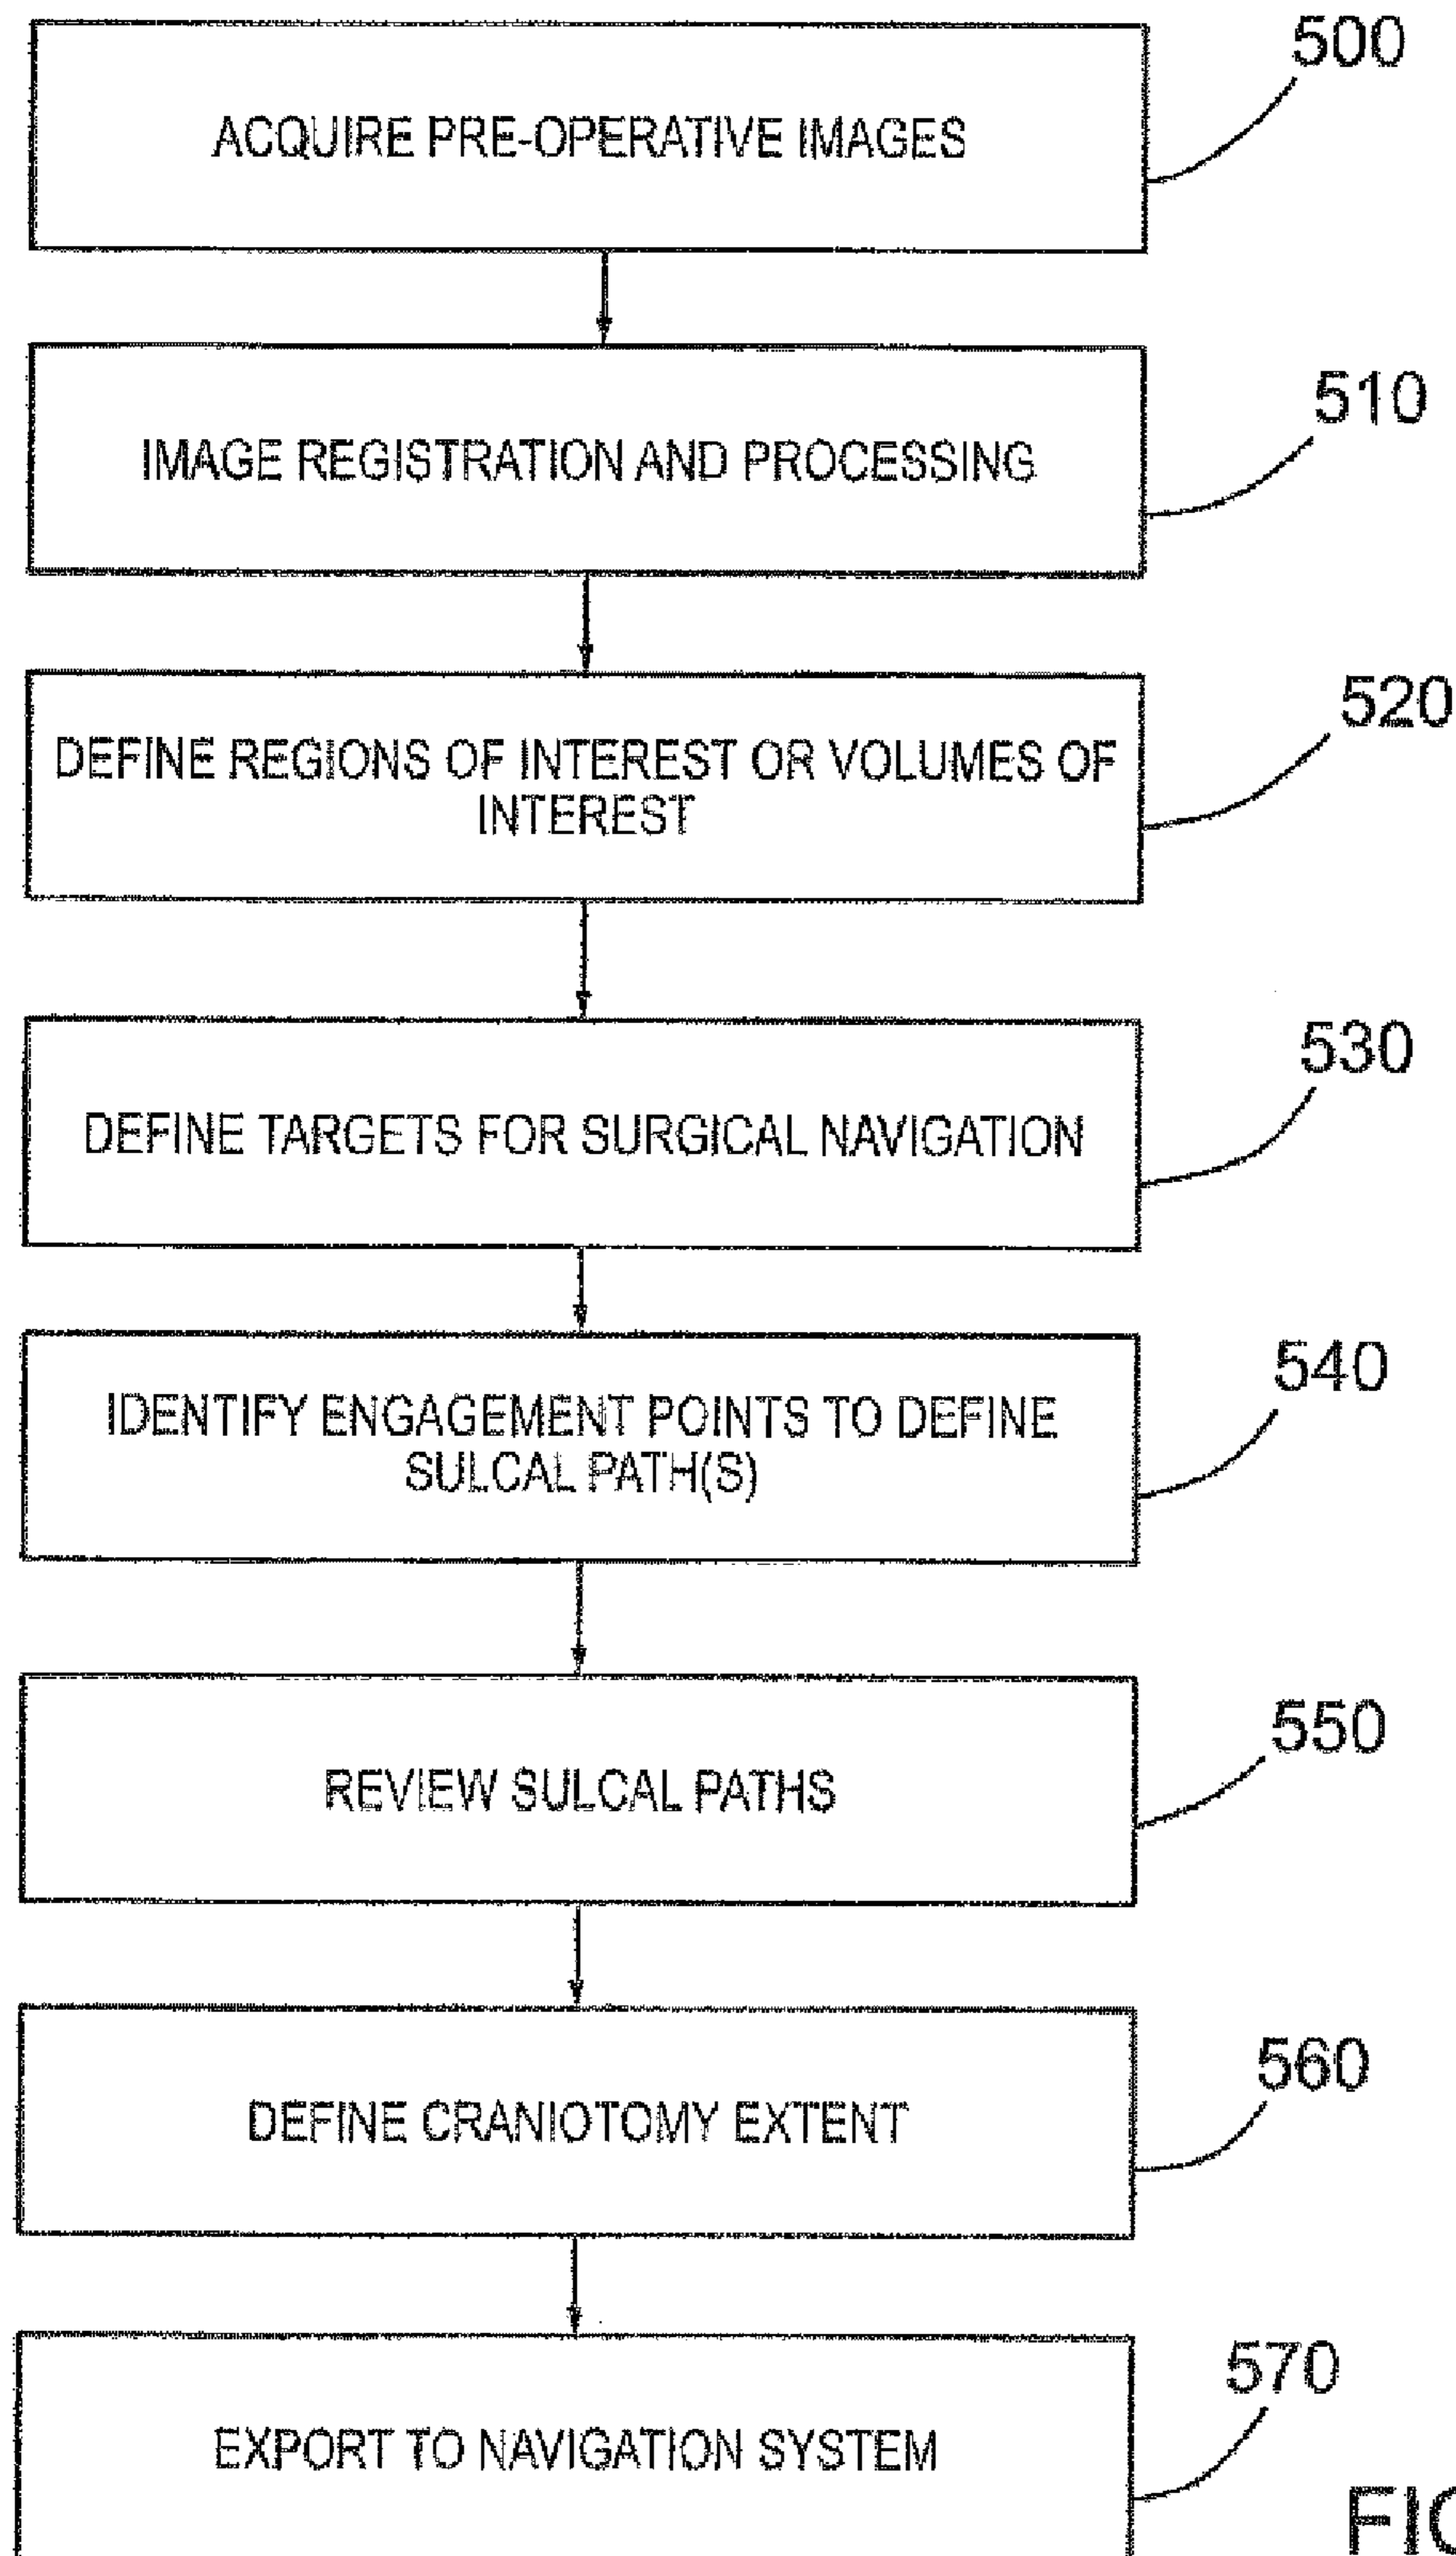 ACQUIRE PRE-OPERATIVE IMAGES
500
IMAGE REGISTRATION AND PROCESSING
510
DEFINE REGIONS OF INTEREST OR VOLUMES OF
INTEREST
520
DEFINE TARGETS FOR SURGICAL NAVIGATION
530
IDENTIFY ENGAGEMENT POINTS TO DEFINE
SULCAL PATH(S)
540
REVIEW SULCAL PATHS
550
DEFINE CRANIOTOMY EXTENT
560
EXPORT TO NAVIGATION SYSTEM
570